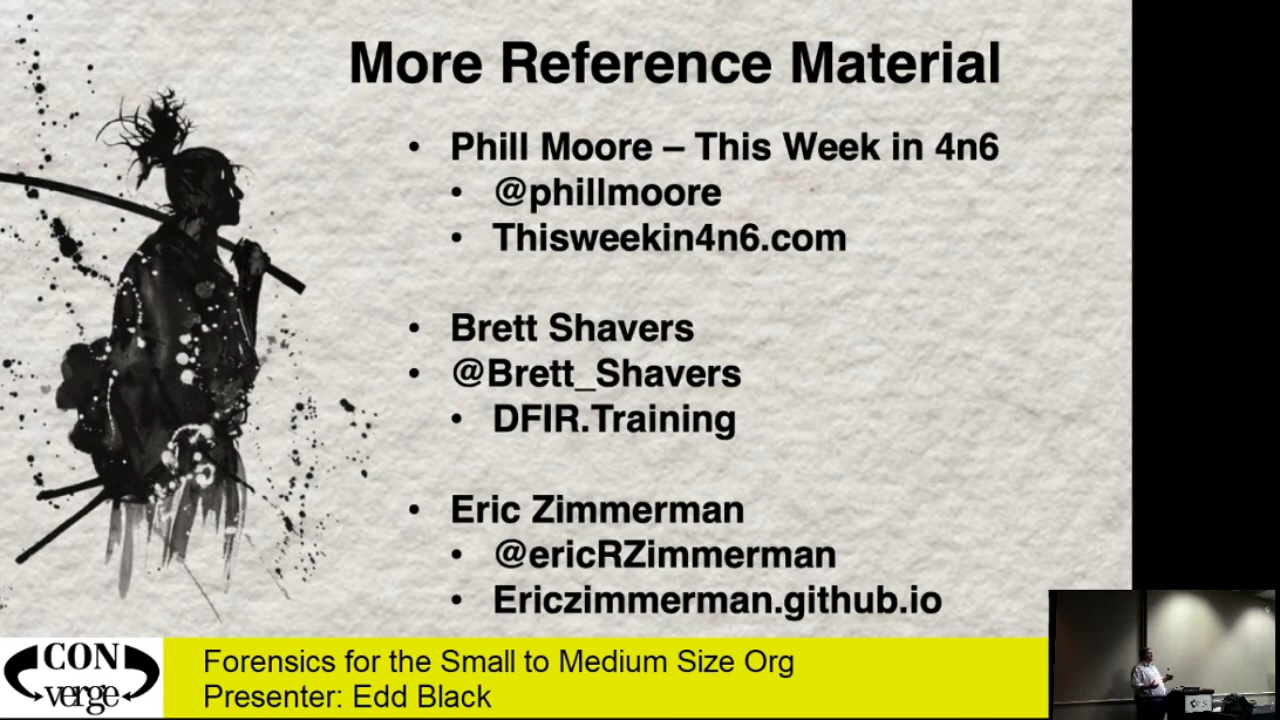 More Reference Material
• Phill Moore – This Week in 4n6
• @phillmoore
• Thisweekin4n6.com
• Brett Shavers
• @Brett_Shavers
• DFIR.Training
• Eric Zimmerman
• @ericRZimmerman
• Ericzimmerman.github.io
CON
verge
Forensics for the Small to Medium Size Org
Presenter: Edd Black